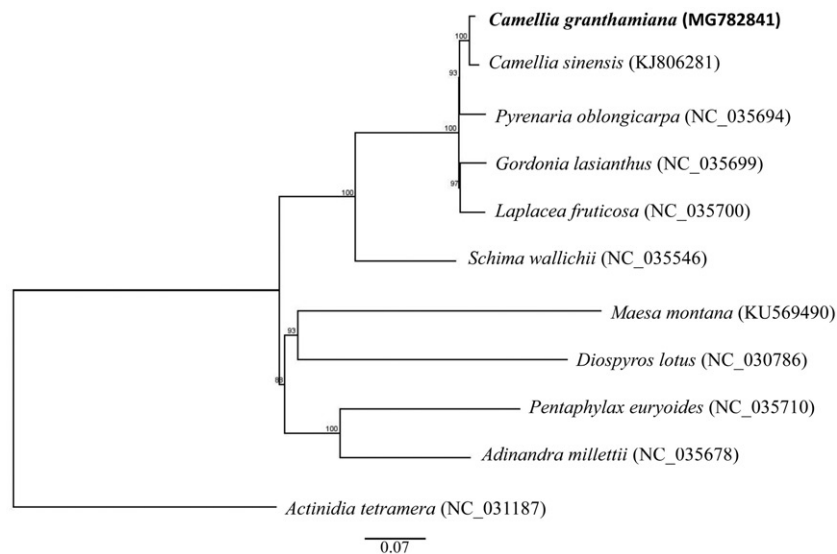 Camellia granthamiana (MG782841)
100
Camellia sinensis (KJ806281)
93
Pyrenaria oblongicarpa (NC_035694)
100
Gordonia lasianthus (NC_035699)
97
Laplacea fruticosa (NC_035700)
100
Schima wallichii (NC_035546)
Maesa montana (KU569490)
93
Diospyros lotus (NC_030786)
Pentaphylax euryoides (NC_035710)
100
Adinandra millettii (NC_035678)
Actinidia tetramera (NC_031187)
0.07